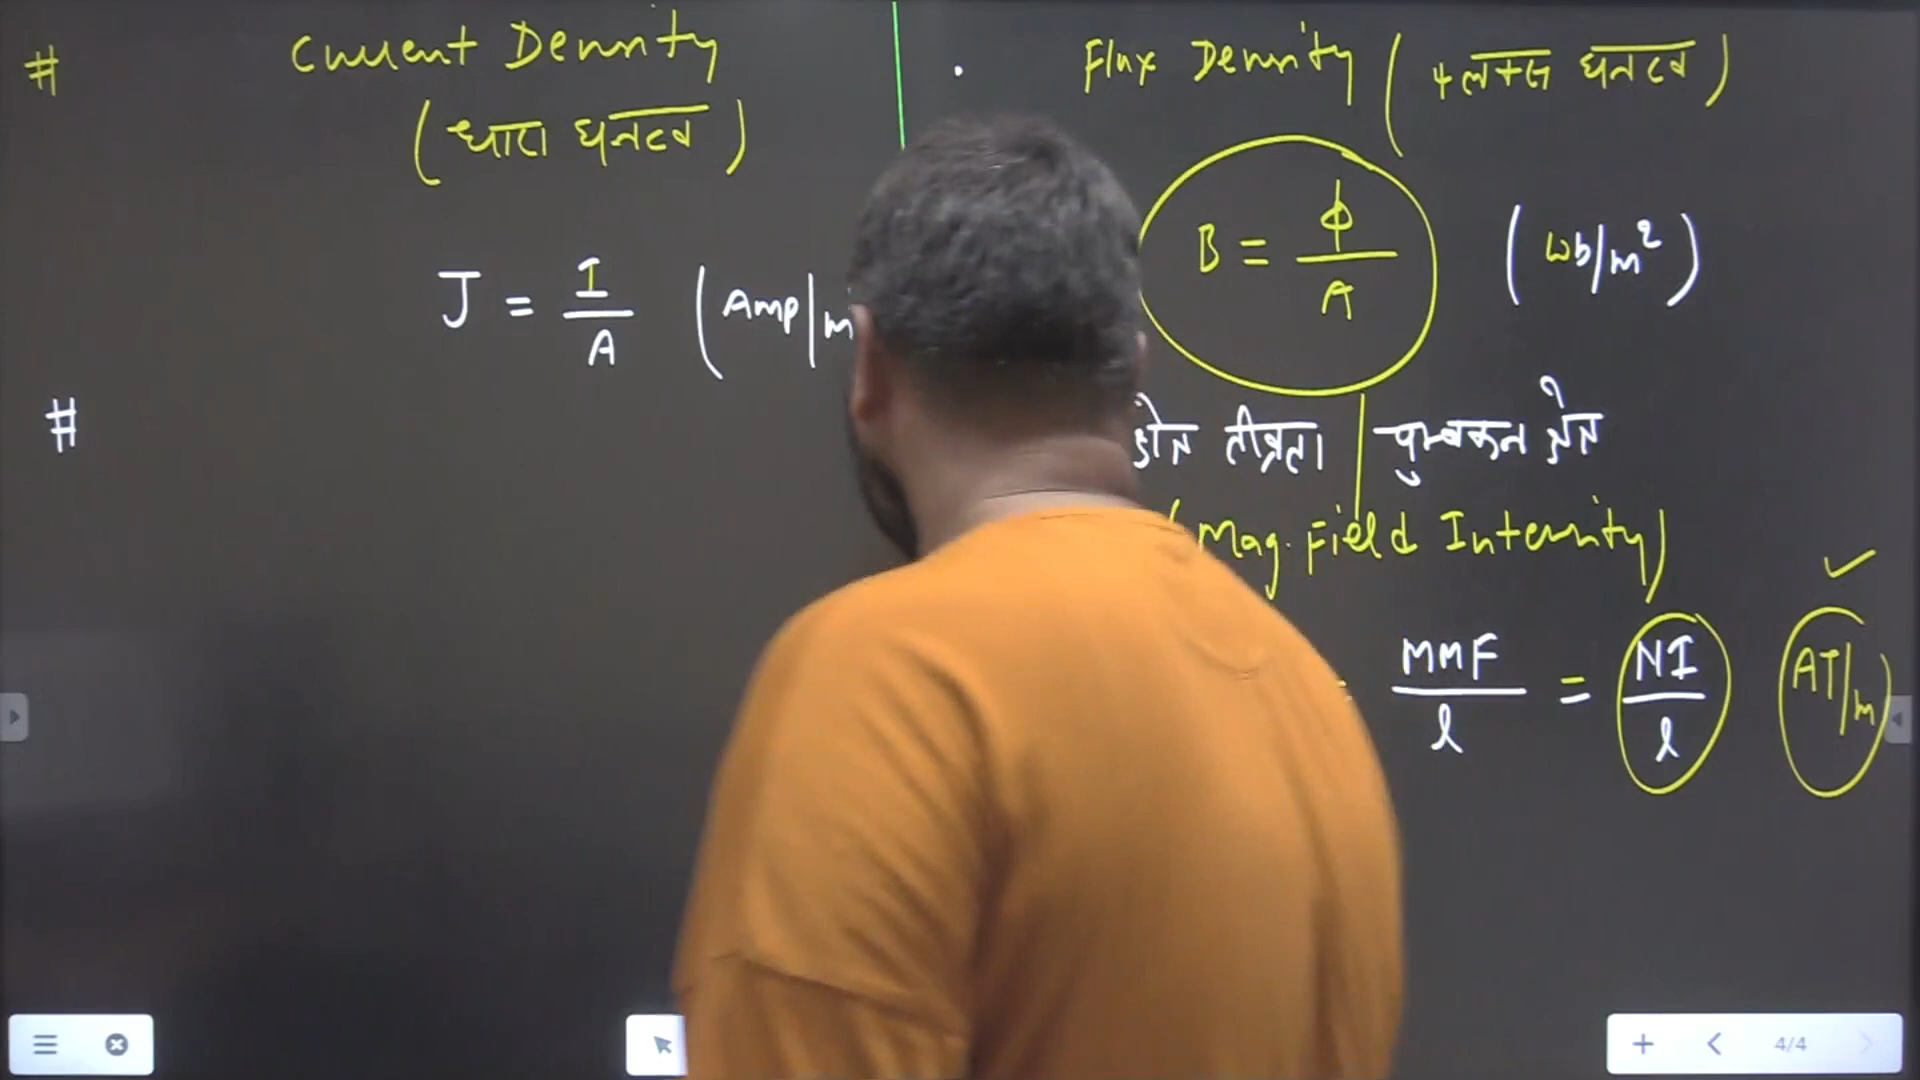 # Current Density
(धारा घनत्व)
J = I/A (Amp/m
#
Flux Density (फ्लक्स घनत्व)
B = Φ/A (wb/m²)
क्षेत्र तीव्रता | चुम्बकन क्षेत्र
(Mag. Field Intensity)
= MMF/l = NI/l AT/m ✓
4/4